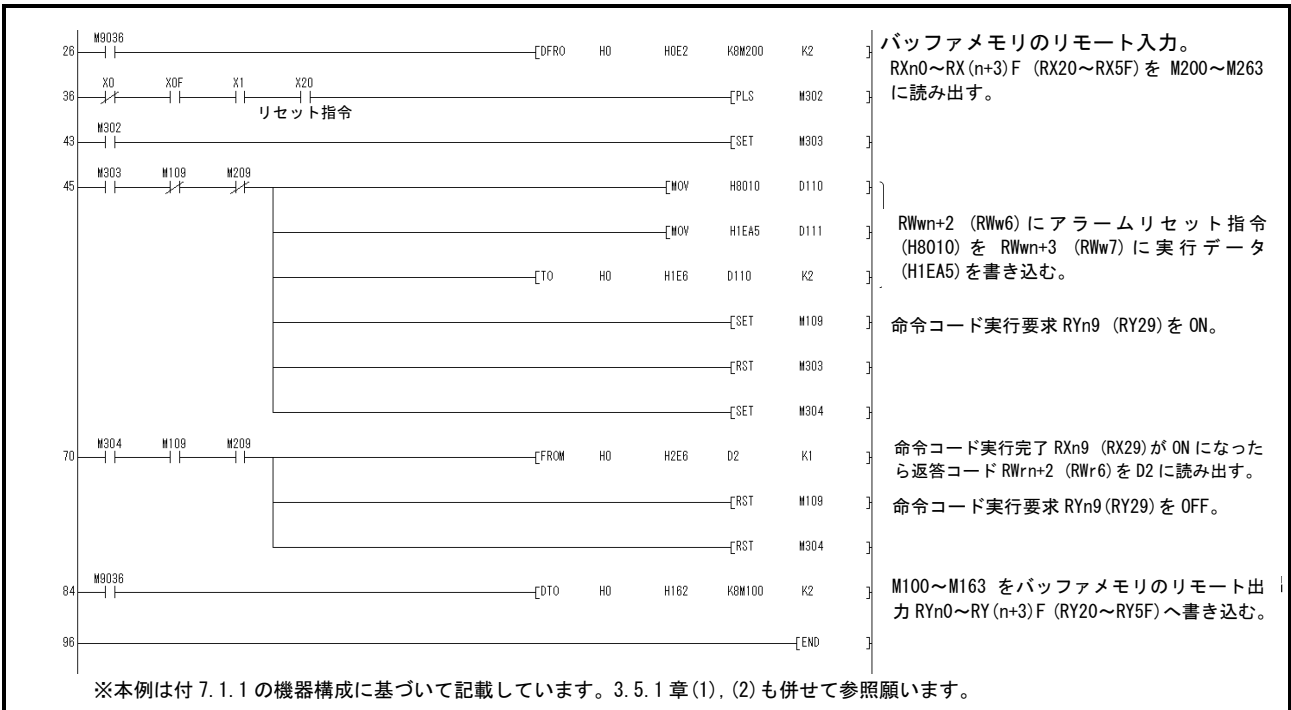 M9036
26 DFRO H0 H0E2 K8M200 K2
バッファメモリのリモート入力。
RXn0～RX(n+3)F (RX20～RX5F)を M200～M263
に読み出す。
X0 X0F X1 X20
36 PLS M302
リセット指令
M302
43 SET M303
M303 M109 M209
45 MOV H8010 D110
MOV H1EA5 D111
TO H0 H1E6 D110 K2
RWwn+2 (RWw6)にアラームリセット指令
(H8010)を RWwn+3 (RWw7)に実行データ
(H1EA5)を書き込む。
SET M109
命令コード実行要求 RYn9 (RY29)を ON。
RST M303
SET M304
M304 M109 M209
70 FROM H0 H2E6 D2 K1
命令コード実行完了 RXn9 (RX29)が ON になった
ら返答コード RWrn+2 (RWr6)を D2 に読み出す。
RST M109
命令コード実行要求 RYn9(RY29)を OFF。
RST M304
M9036
84 DTO H0 H162 K8M100 K2
M100～M163 をバッファメモリのリモート出
力 RYn0～RY(n+3)F (RY20～RY5F)へ書き込む。
96 END
※本例は付 7.1.1 の機器構成に基づいて記載しています。3.5.1 章(1),(2)も併せて参照願います。